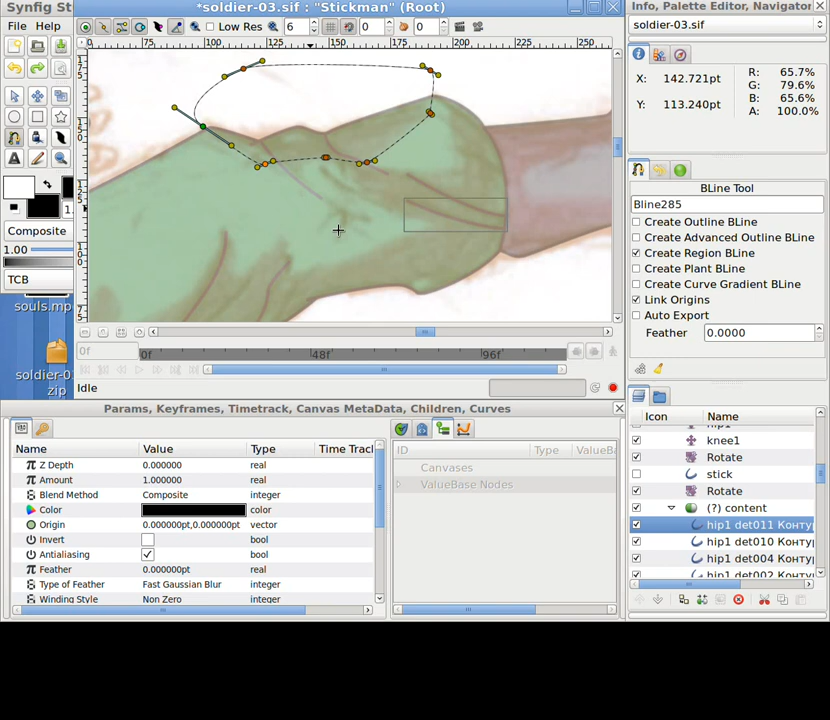 Synfig St
*soldier-03.sif : "Stickman" (Root)
Info, Palette Editor, Navigator
File Help
Low Res 6 0 0
soldier-03.sif
100 125 150 175 200 225 250
X: 142.721pt
Y: 113.240pt
R: 65.7%
G: 79.6%
B: 65.6%
A: 100.0%
BLine Tool
Bline285
Create Outline BLine
Create Advanced Outline BLine
Create Region BLine
Create Plant BLine
Create Curve Gradient BLine
Link Origins
Auto Export
Feather 0.0000
1.
Composite
1.00
TCB
souls.mp
soldier-0
zip
0f
0f 48f 96f
Idle
Params, Keyframes, Timetrack, Canvas MetaData, Children, Curves
Name Value Type Time Track
Z Depth 0.000000 real
Amount 1.000000 real
Blend Method Composite integer
Color color
Origin 0.000000pt,0.000000pt vector
Invert bool
Antialiasing bool
Feather 0.000000pt real
Type of Feather Fast Gaussian Blur integer
Winding Style Non Zero integer
ID Type ValueBa
Canvases
ValueBase Nodes
Icon Name
hip1
knee1
Rotate
stick
Rotate
(?) content
hip1 det011 Конту
hip1 det010 Конту
hip1 det004 Конту
hip1 det002 Конту